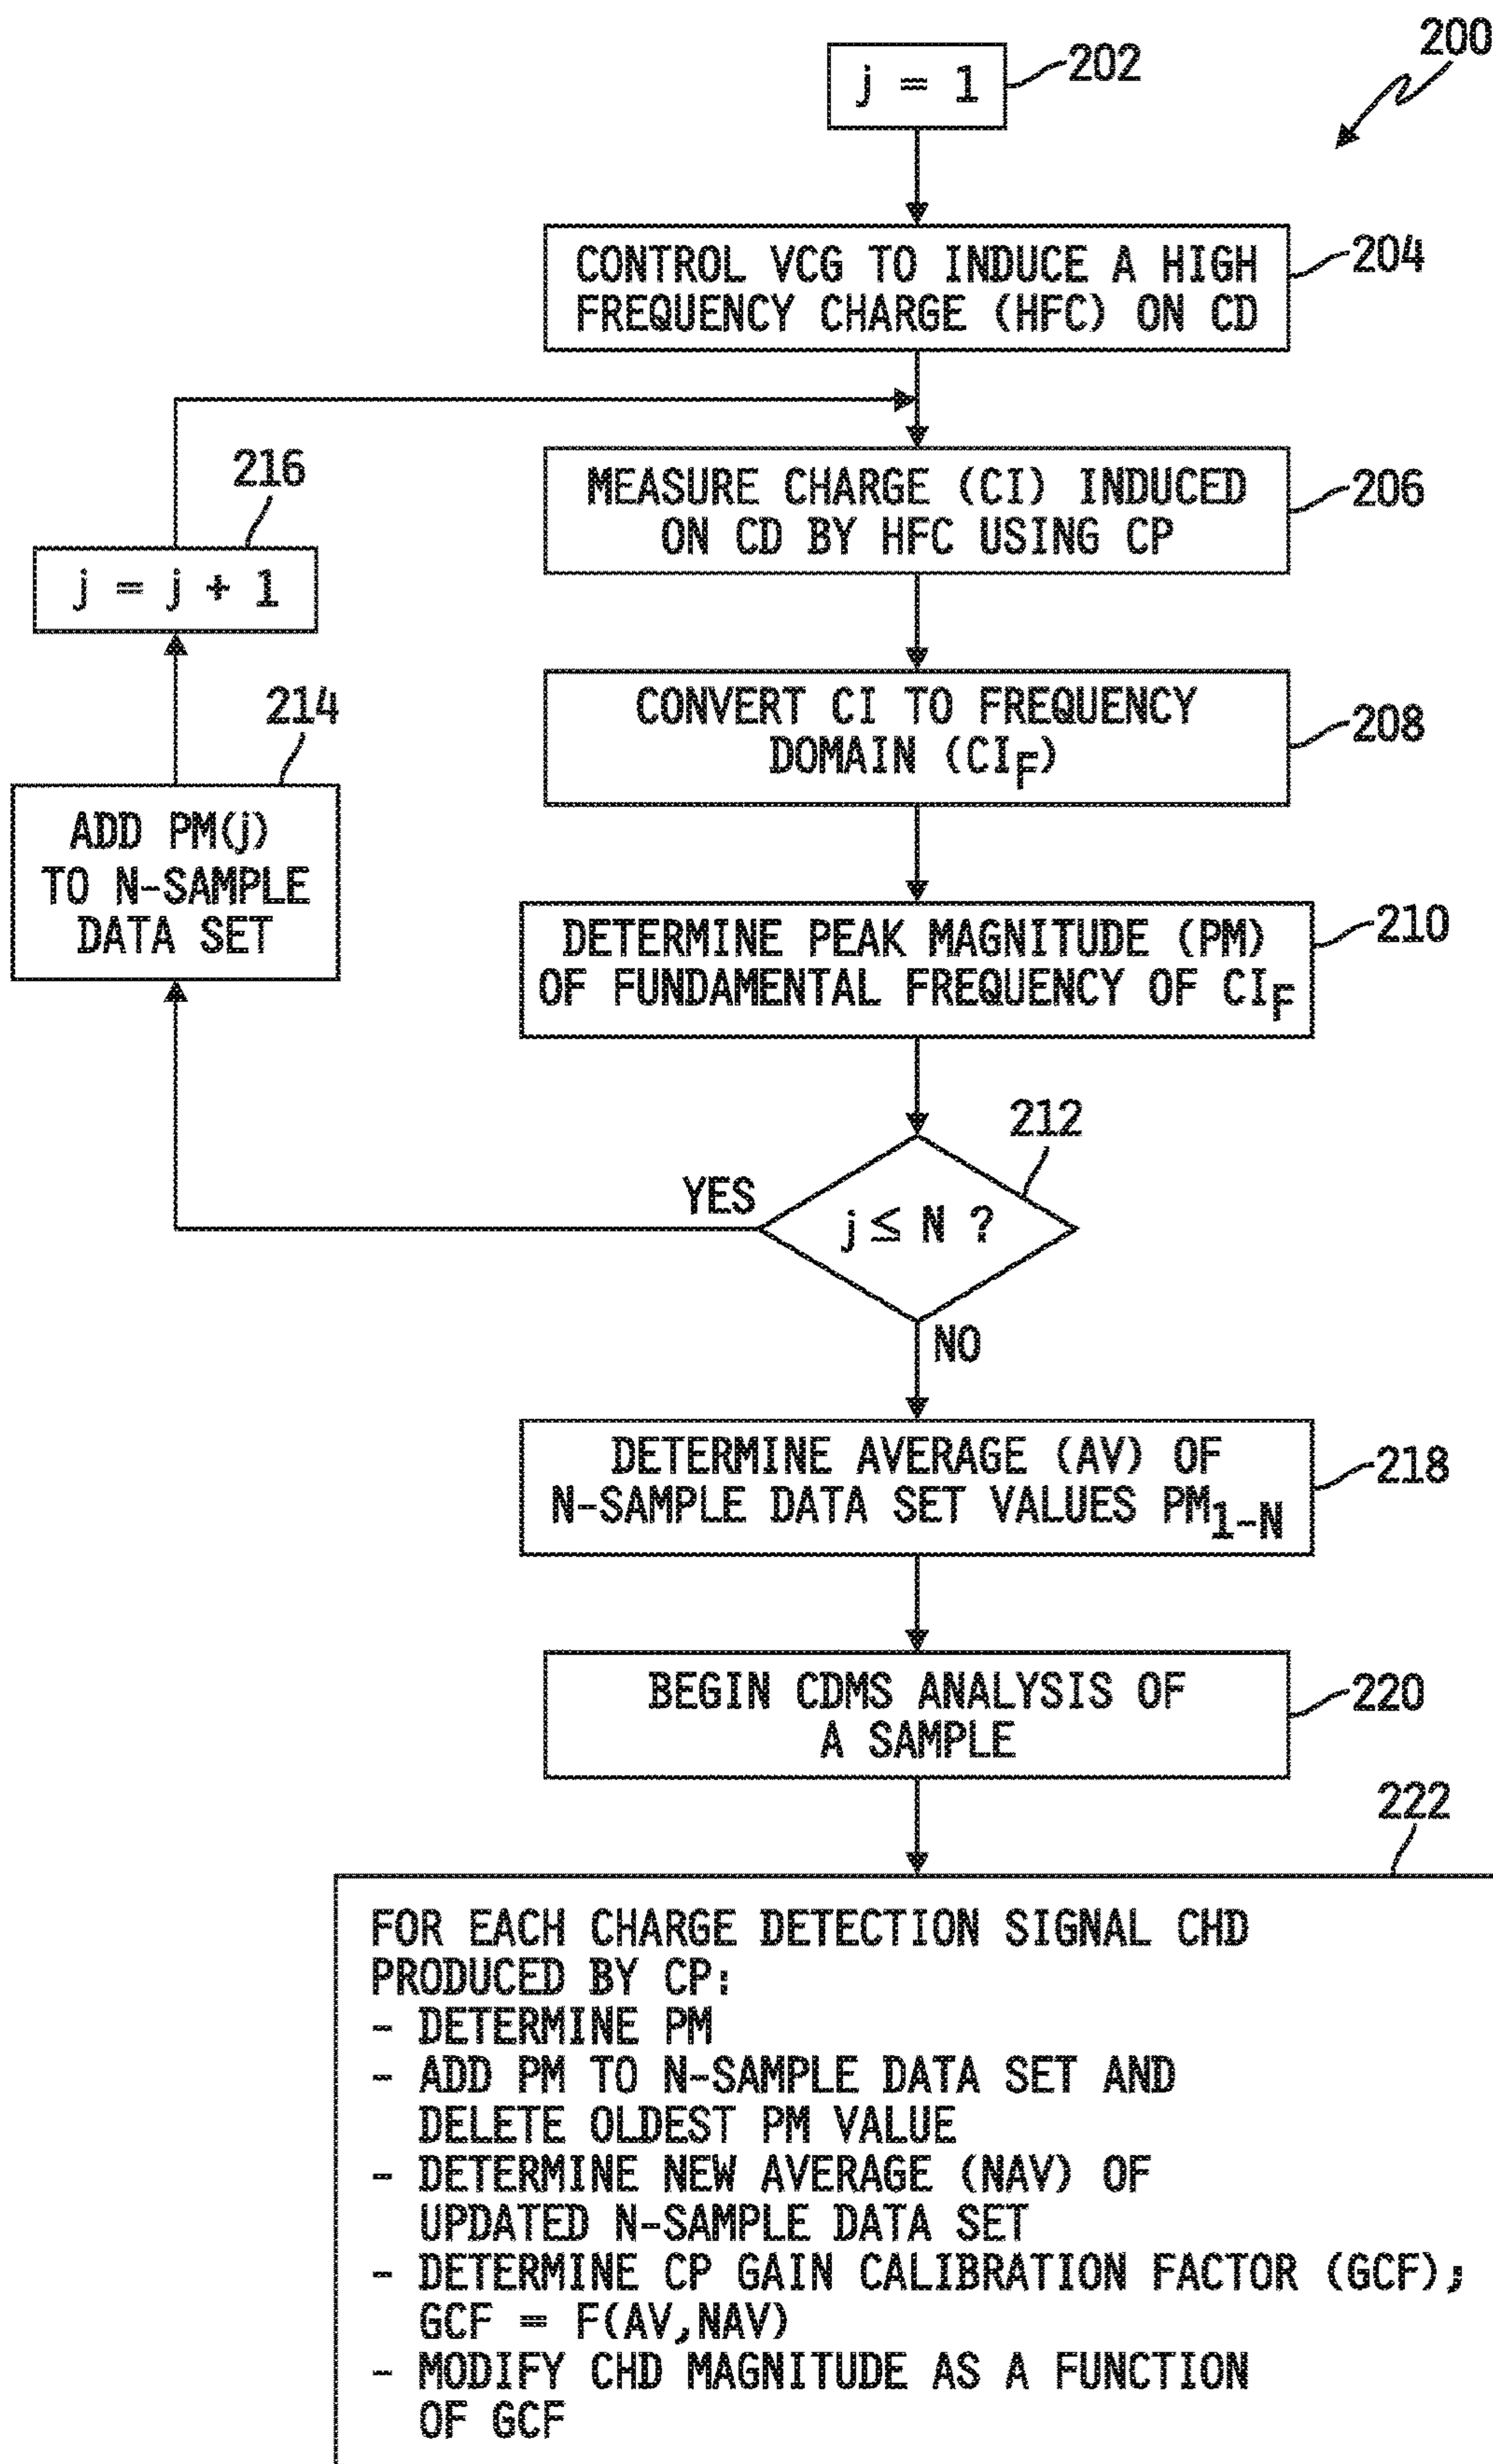 200
j = 1
202
CONTROL VCG TO INDUCE A HIGH
FREQUENCY CHARGE (HFC) ON CD
204
MEASURE CHARGE (CI) INDUCED
ON CD BY HFC USING CP
206
216
j = j + 1
CONVERT CI TO FREQUENCY
DOMAIN (CIF)
208
214
ADD PM(j)
TO N-SAMPLE
DATA SET
DETERMINE PEAK MAGNITUDE (PM)
OF FUNDAMENTAL FREQUENCY OF CIF
210
212
YES
j ≤ N ?
NO
DETERMINE AVERAGE (AV) OF
N-SAMPLE DATA SET VALUES PM1-N
218
BEGIN CDMS ANALYSIS OF
A SAMPLE
220
222
FOR EACH CHARGE DETECTION SIGNAL CHD
PRODUCED BY CP:
- DETERMINE PM
- ADD PM TO N-SAMPLE DATA SET AND
DELETE OLDEST PM VALUE
- DETERMINE NEW AVERAGE (NAV) OF
UPDATED N-SAMPLE DATA SET
- DETERMINE CP GAIN CALIBRATION FACTOR (GCF);
GCF = F(AV,NAV)
- MODIFY CHD MAGNITUDE AS A FUNCTION
OF GCF